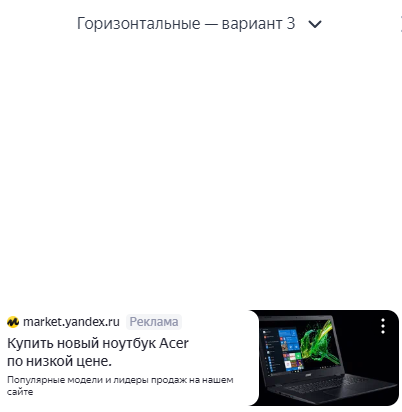 Горизонтальные — вариант 3
market.yandex.ru Реклама
Купить новый ноутбук Acer
по низкой цене.
Популярные модели и лидеры продаж на нашем
сайте